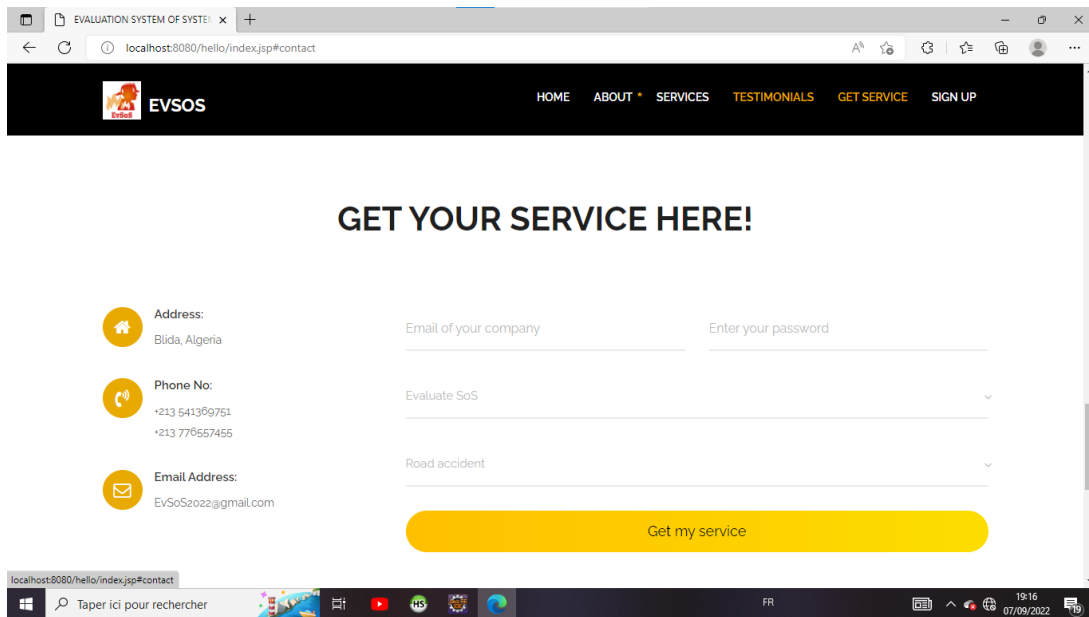 EVALUATION SYSTEM OF SYSTE
localhost:8080/hello/index.jsp#contact
EvSoS
EVSOS
HOME ABOUT * SERVICES TESTIMONIALS GET SERVICE SIGN UP
GET YOUR SERVICE HERE!
Address:
Blida, Algeria
Phone No:
+213 541369751
+213 776557455
Email Address:
EvSoS2022@gmail.com
Email of your company Enter your password
Evaluate SoS
Road accident
Get my service
localhost:8080/hello/index.jsp#contact
Taper ici pour rechercher
HS
FR
19:16
07/09/2022
19